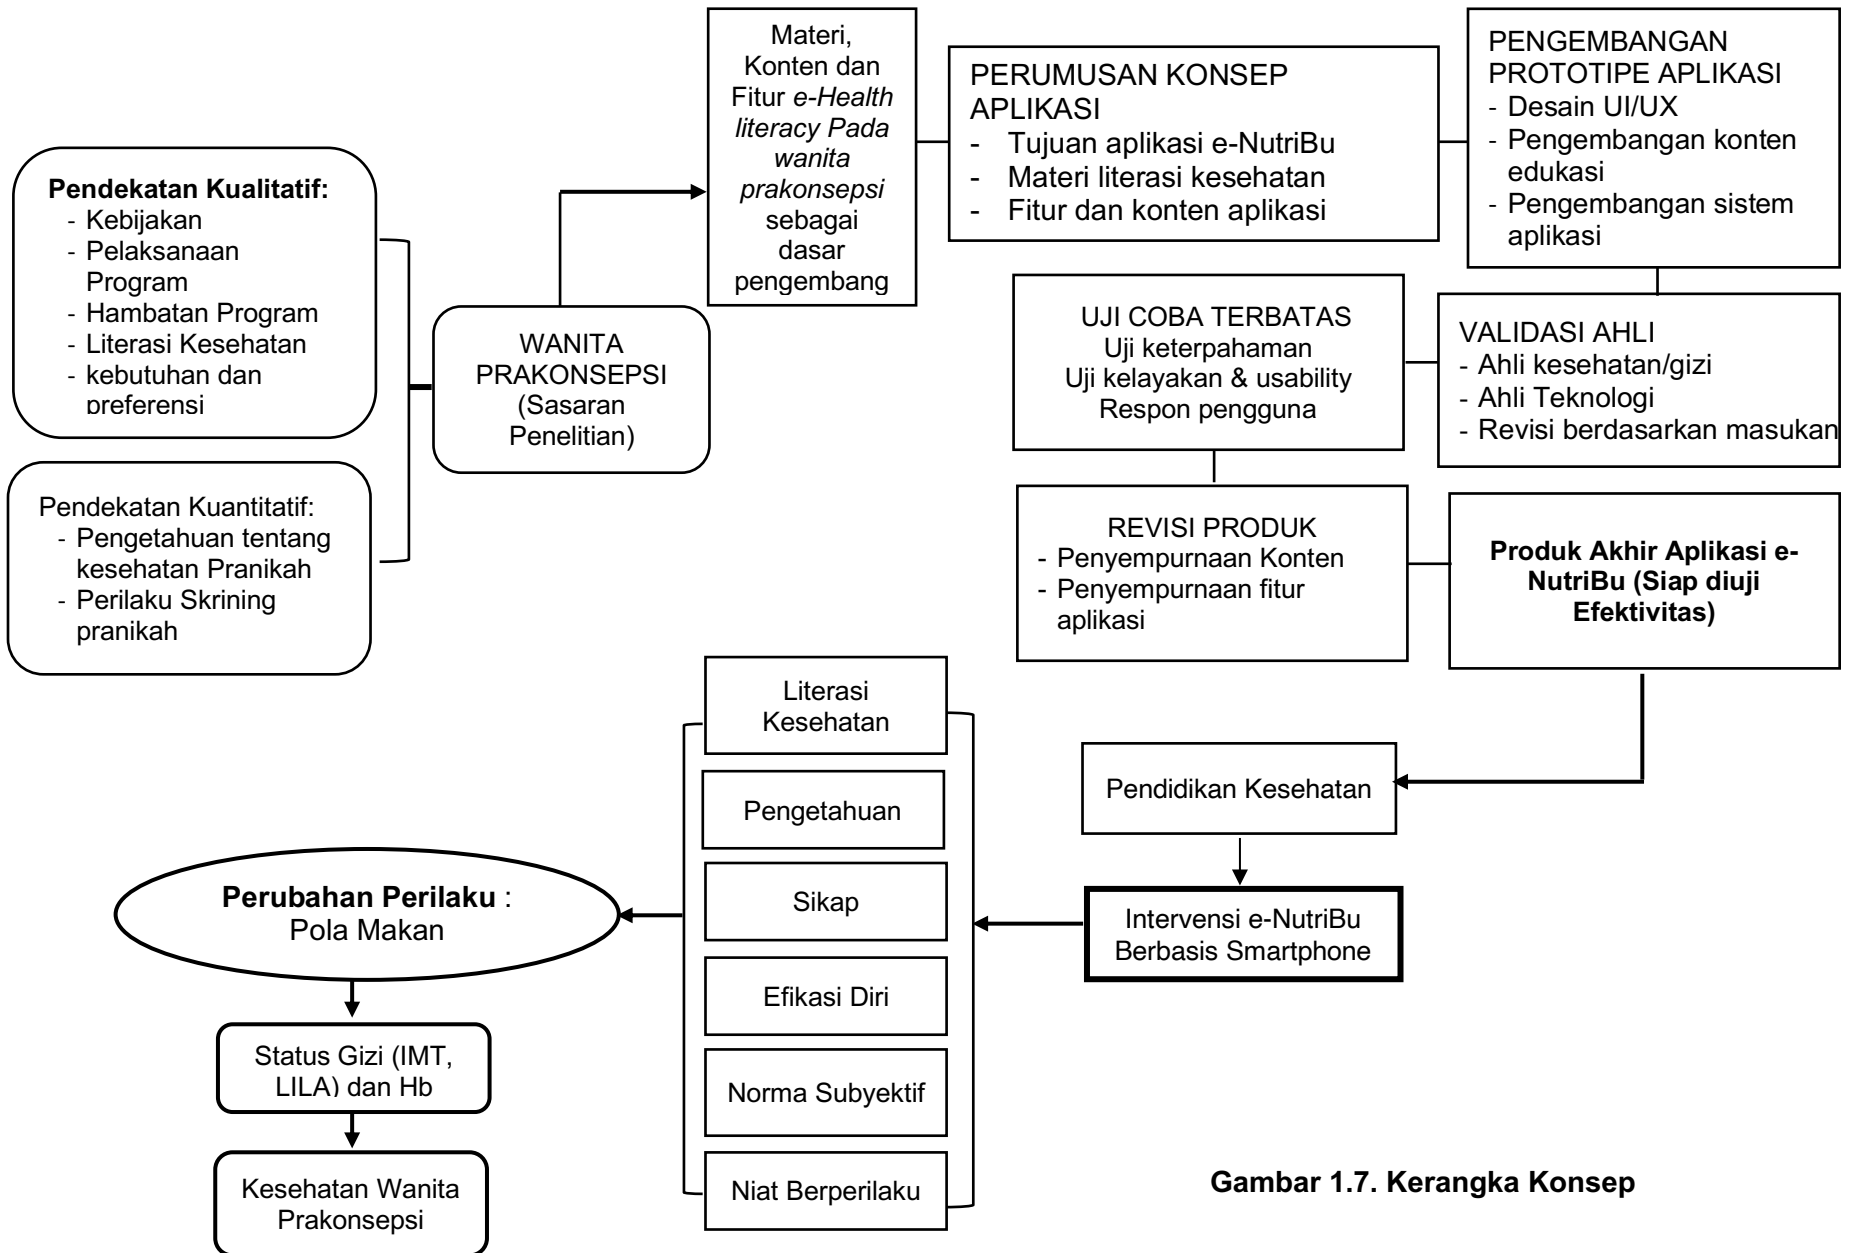 Pendekatan Kualitatif:
- Kebijakan
- Pelaksanaan
Program
- Hambatan Program
- Literasi Kesehatan
- kebutuhan dan
preferensi
Pendekatan Kuantitatif:
- Pengetahuan tentang
kesehatan Pranikah
- Perilaku Skrining
pranikah
WANITA
PRAKONSEPSI
(Sasaran
Penelitian)
Materi,
Konten dan
Fitur e-Health
literacy Pada
wanita
prakonsepsi
sebagai
dasar
pengembang
PERUMUSAN KONSEP
APLIKASI
- Tujuan aplikasi e-NutriBu
- Materi literasi kesehatan
- Fitur dan konten aplikasi
PENGEMBANGAN
PROTOTIPE APLIKASI
- Desain UI/UX
- Pengembangan konten
edukasi
- Pengembangan sistem
aplikasi
VALIDASI AHLI
- Ahli kesehatan/gizi
- Ahli Teknologi
- Revisi berdasarkan masukan
UJI COBA TERBATAS
Uji keterpahaman
Uji kelayakan & usability
Respon pengguna
REVISI PRODUK
- Penyempurnaan Konten
- Penyempurnaan fitur
aplikasi
Produk Akhir Aplikasi e-
NutriBu (Siap diuji
Efektivitas)
Pendidikan Kesehatan
Intervensi e-NutriBu
Berbasis Smartphone
Literasi
Kesehatan
Pengetahuan
Sikap
Efikasi Diri
Norma Subyektif
Niat Berperilaku
Perubahan Perilaku :
Pola Makan
Status Gizi (IMT,
LILA) dan Hb
Kesehatan Wanita
Prakonsepsi
Gambar 1.7. Kerangka Konsep